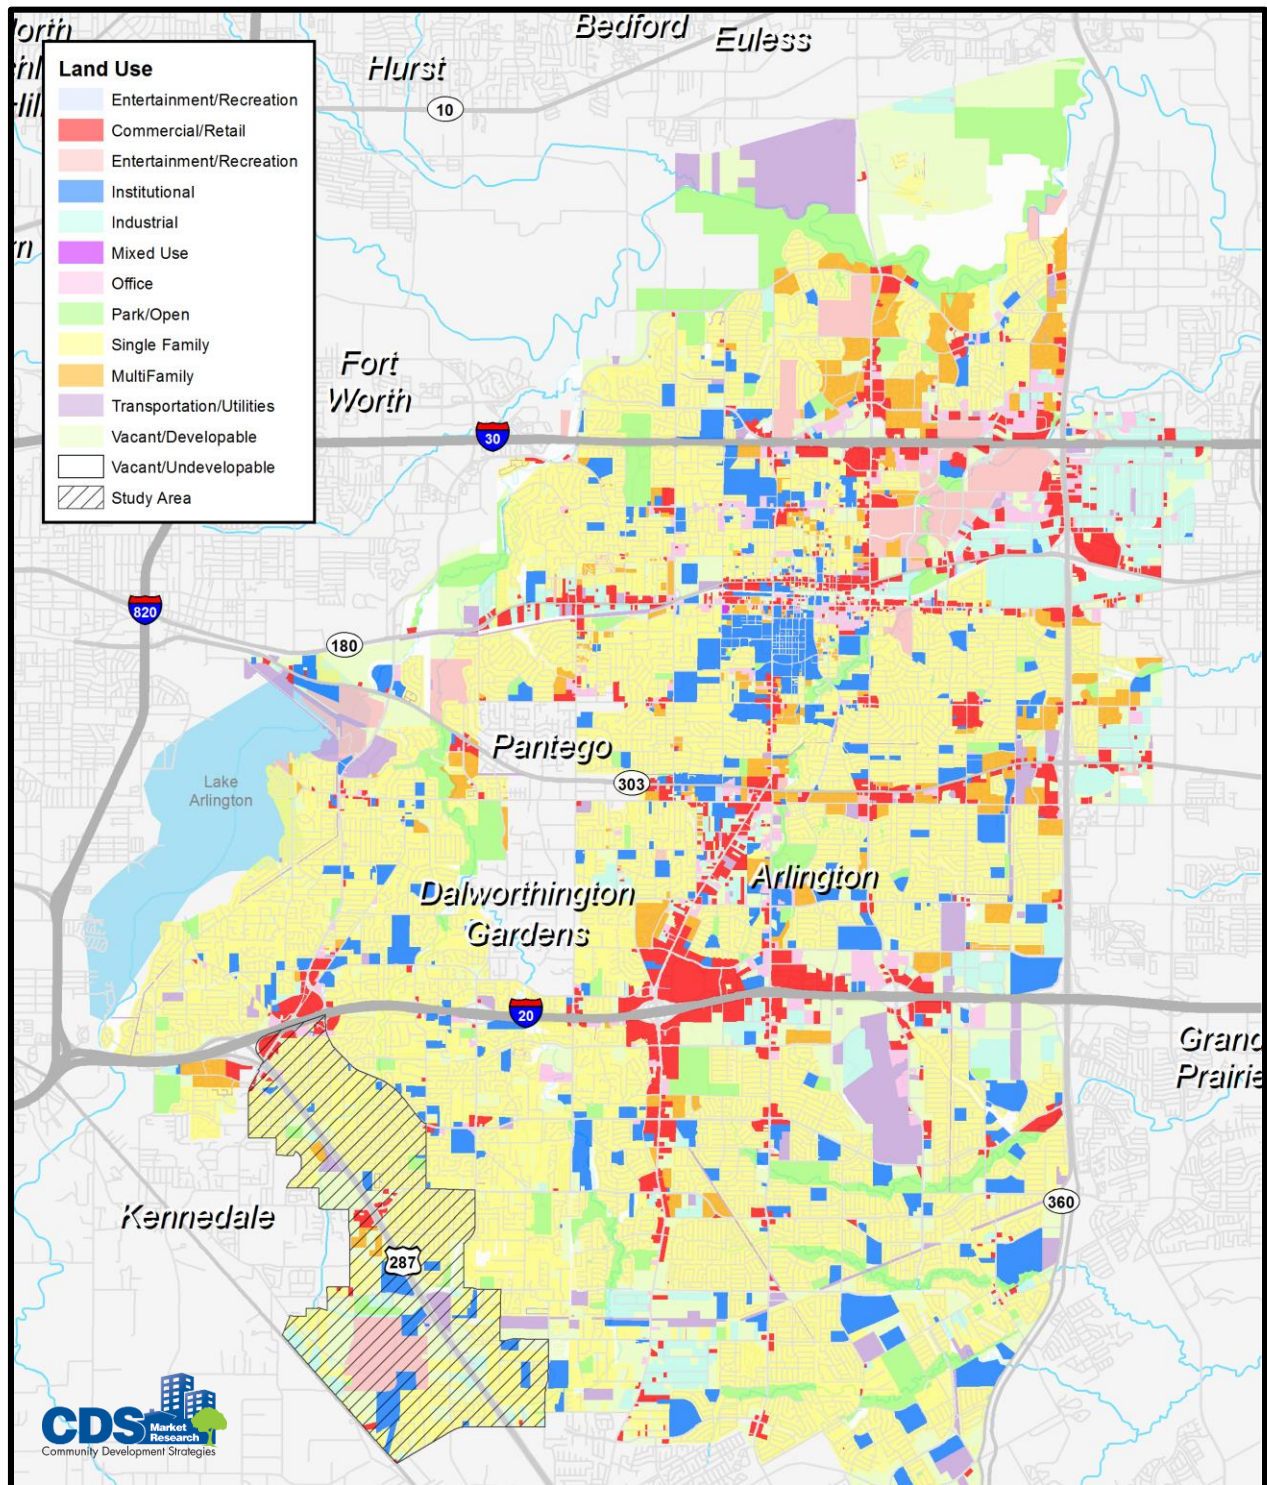 Bedford
Euless
Hurst
10
Land Use
Entertainment/Recreation
Commercial/Retail
Entertainment/Recreation
Institutional
Industrial
Mixed Use
Office
Park/Open
Single Family
MultiFamily
Transportation/Utilities
Vacant/Developable
Vacant/Undevelopable
Study Area
Fort
Worth
30
820
180
Pantego
303
Lake
Arlington
Arlington
Dalworthington
Gardens
20
Grand
Prairie
Kennedale
360
287
CDS
Market
Research
Community Development Strategies